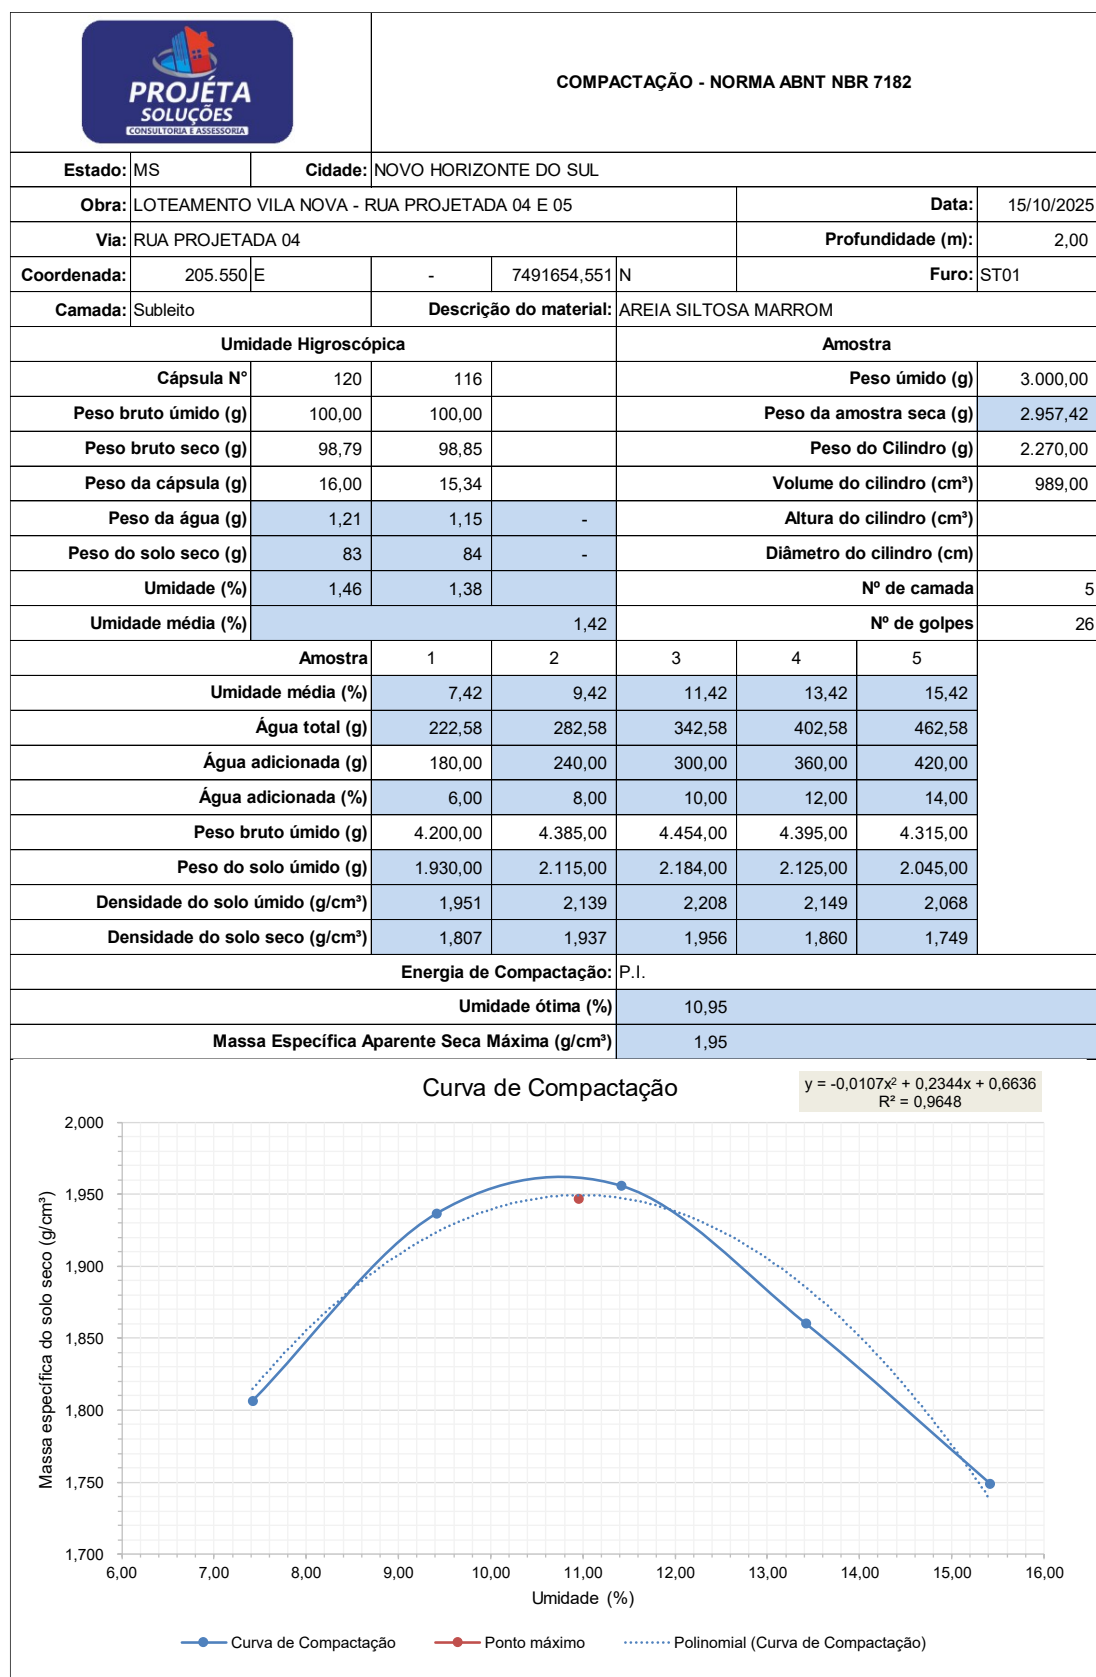 PROJÉTA
SOLUÇÕES
CONSULTORIA E ASSESSORIA
COMPACTAÇÃO - NORMA ABNT NBR 7182
Estado: MS Cidade: NOVO HORIZONTE DO SUL
Obra: LOTEAMENTO VILA NOVA - RUA PROJETADA 04 E 05 Data: 15/10/2025
Via: RUA PROJETADA 04 Profundidade (m): 2,00
Coordenada: 205.550 E - 7491654,551 N Furo: ST01
Camada: Subleito Descrição do material: AREIA SILTOSA MARROM
Umidade Higroscópica Amostra
Cápsula N° 120 116 Peso úmido (g) 3.000,00
Peso bruto úmido (g) 100,00 100,00 Peso da amostra seca (g) 2.957,42
Peso bruto seco (g) 98,79 98,85 Peso do Cilindro (g) 2.270,00
Peso da cápsula (g) 16,00 15,34 Volume do cilindro (cm³) 989,00
Peso da água (g) 1,21 1,15 - Altura do cilindro (cm³)
Peso do solo seco (g) 83 84 - Diâmetro do cilindro (cm)
Umidade (%) 1,46 1,38 Nº de camada 5
Umidade média (%) 1,42 Nº de golpes 26
Amostra 1 2 3 4 5
Umidade média (%) 7,42 9,42 11,42 13,42 15,42
Água total (g) 222,58 282,58 342,58 402,58 462,58
Água adicionada (g) 180,00 240,00 300,00 360,00 420,00
Água adicionada (%) 6,00 8,00 10,00 12,00 14,00
Peso bruto úmido (g) 4.200,00 4.385,00 4.454,00 4.395,00 4.315,00
Peso do solo úmido (g) 1.930,00 2.115,00 2.184,00 2.125,00 2.045,00
Densidade do solo úmido (g/cm³) 1,951 2,139 2,208 2,149 2,068
Densidade do solo seco (g/cm³) 1,807 1,937 1,956 1,860 1,749
Energia de Compactação: P.I.
Umidade ótima (%) 10,95
Massa Específica Aparente Seca Máxima (g/cm³) 1,95
Curva de Compactação
y = -0,0107x² + 0,2344x + 0,6636
R² = 0,9648
Massa específica do solo seco (g/cm³)
2,000
1,950
1,900
1,850
1,800
1,750
1,700
6,00 7,00 8,00 9,00 10,00 11,00 12,00 13,00 14,00 15,00 16,00
Umidade (%)
Curva de Compactação Ponto máximo Polinomial (Curva de Compactação)